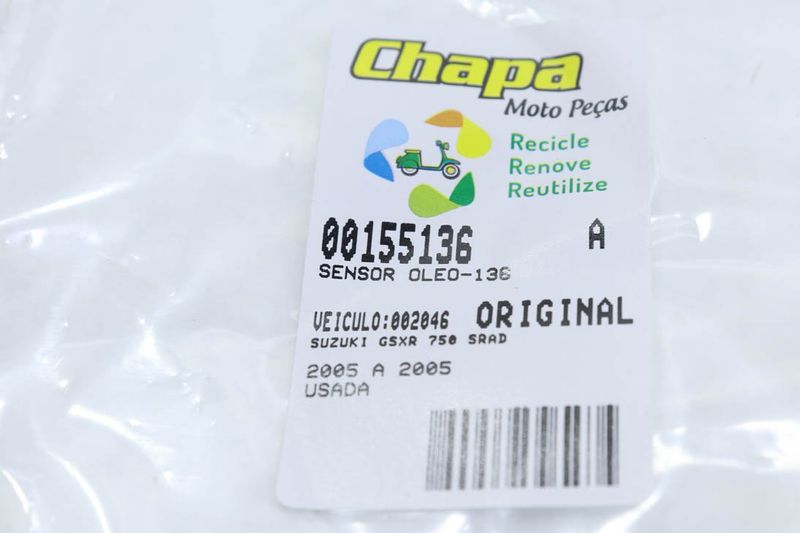 Chapa
Moto Peças
Recicle
Renove
Reutilize
00155136 A
SENSOR OLEO-136
VEICULO:002046 ORIGINAL
SUZUKI GSXR 750 SRAD
2005 A 2005
USADA